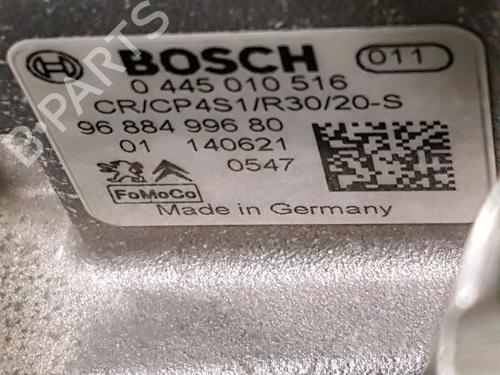 BOSCH 011
0 445 010 516
CR/CP4S1/R30/20-S
96 884 996 80
01 140621
0547
FoMoCo
Made in Germany
B-PARTS